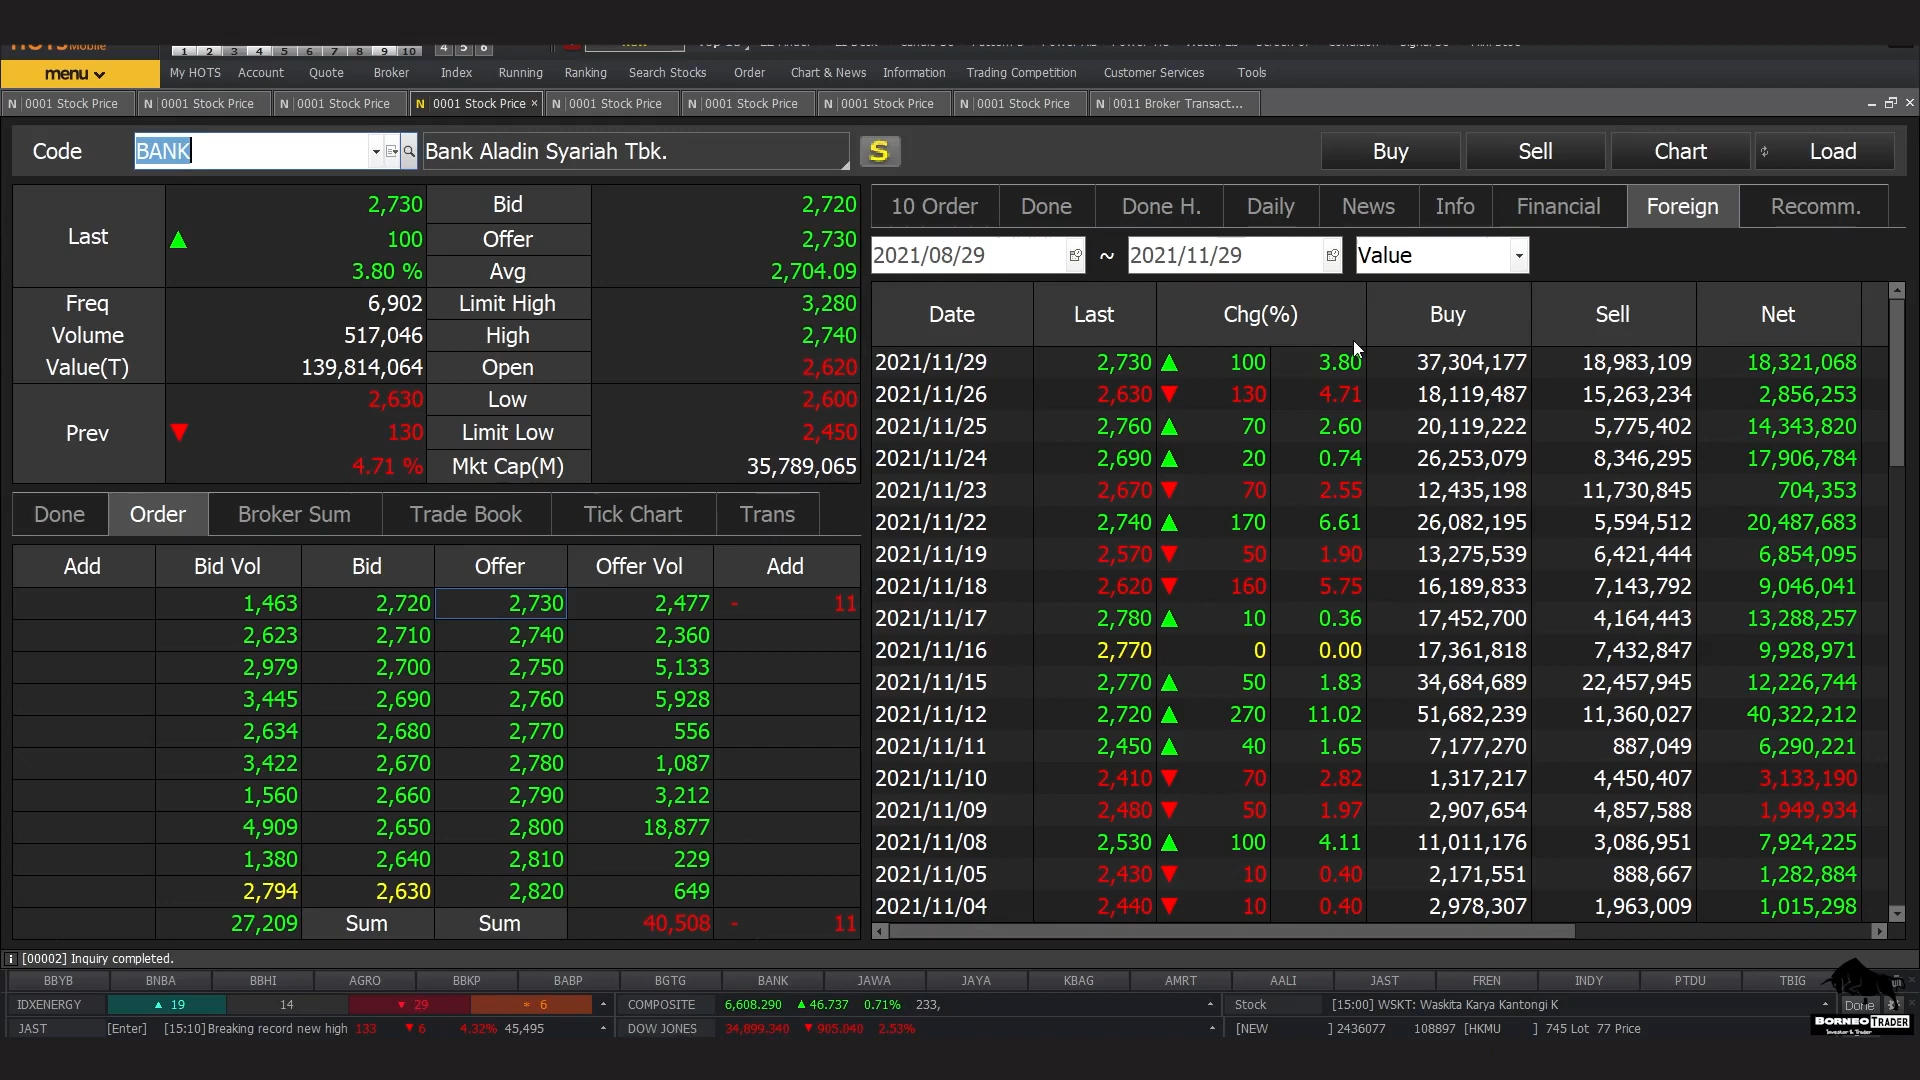 1 2 3 4 5 6 7 8 9 10 4 5 6
menu My HOTS Account Quote Broker Index Running Ranking Search Stocks Order Chart & News Information Trading Competition Customer Services Tools
N 0001 Stock Price N 0001 Stock Price N 0001 Stock Price N 0001 Stock Price × N 0001 Stock Price N 0001 Stock Price N 0001 Stock Price N 0001 Stock Price N 0011 Broker Transact...
Code BANK Bank Aladin Syariah Tbk. S Buy Sell Chart Load
10 Order Done Done H. Daily News Info Financial Foreign Recomm.
2021/08/29 ~ 2021/11/29 Value
Last 2,730 Bid 2,720
▲ 100 Offer 2,730
3.80 % Avg 2,704.09
Freq 6,902 Limit High 3,280
Volume 517,046 High 2,740
Value(T) 139,814,064 Open 2,620
Prev 2,630 Low 2,600
▼ 130 Limit Low 2,450
4.71 % Mkt Cap(M) 35,789,065
Done Order Broker Sum Trade Book Tick Chart Trans
Add Bid Vol Bid Offer Offer Vol Add
1,463 2,720 2,730 2,477 - 11
2,623 2,710 2,740 2,360
2,979 2,700 2,750 5,133
3,445 2,690 2,760 5,928
2,634 2,680 2,770 556
3,422 2,670 2,780 1,087
1,560 2,660 2,790 3,212
4,909 2,650 2,800 18,877
1,380 2,640 2,810 229
2,794 2,630 2,820 649
27,209 Sum Sum 40,508 - 11
Date Last Chg(%) Buy Sell Net
2021/11/29 2,730 ▲ 100 3.80 37,304,177 18,983,109 18,321,068
2021/11/26 2,630 ▼ 130 4.71 18,119,487 15,263,234 2,856,253
2021/11/25 2,760 ▲ 70 2.60 20,119,222 5,775,402 14,343,820
2021/11/24 2,690 ▲ 20 0.74 26,253,079 8,346,295 17,906,784
2021/11/23 2,670 ▼ 70 2.55 12,435,198 11,730,845 704,353
2021/11/22 2,740 ▲ 170 6.61 26,082,195 5,594,512 20,487,683
2021/11/19 2,570 ▼ 50 1.90 13,275,539 6,421,444 6,854,095
2021/11/18 2,620 ▼ 160 5.75 16,189,833 7,143,792 9,046,041
2021/11/17 2,780 ▲ 10 0.36 17,452,700 4,164,443 13,288,257
2021/11/16 2,770 0 0.00 17,361,818 7,432,847 9,928,971
2021/11/15 2,770 ▲ 50 1.83 34,684,689 22,457,945 12,226,744
2021/11/12 2,720 ▲ 270 11.02 51,682,239 11,360,027 40,322,212
2021/11/11 2,450 ▲ 40 1.65 7,177,270 887,049 6,290,221
2021/11/10 2,410 ▼ 70 2.82 1,317,217 4,450,407 3,133,190
2021/11/09 2,480 ▼ 50 1.97 2,907,654 4,857,588 1,949,934
2021/11/08 2,530 ▲ 100 4.11 11,011,176 3,086,951 7,924,225
2021/11/05 2,430 ▼ 10 0.40 2,171,551 888,667 1,282,884
2021/11/04 2,440 ▼ 10 0.40 2,978,307 1,963,009 1,015,298
[00002] Inquiry completed.
BBYB BNBA BBHI AGRO BBKP BABP BGTG BANK JAWA JAYA KBAG AMRT AALI JAST FREN INDY PTDU TBIG
IDXENERGY ▲ 19 14 ▼ 29 * 6 COMPOSITE 6,608.290 ▲ 46.737 0.71% 233, Stock [15:00] WSKT: Waskita Karya Kantongi K Done
JAST [Enter] [15:10]Breaking record new high 133 ▼ 6 4.32% 45,495 DOW JONES 34,899.340 ▼ 905.040 2.53% [NEW ] 2436077 108897 [HKMU ] 745 Lot 77 Price
BORNEO TRADER
Investor & Trader